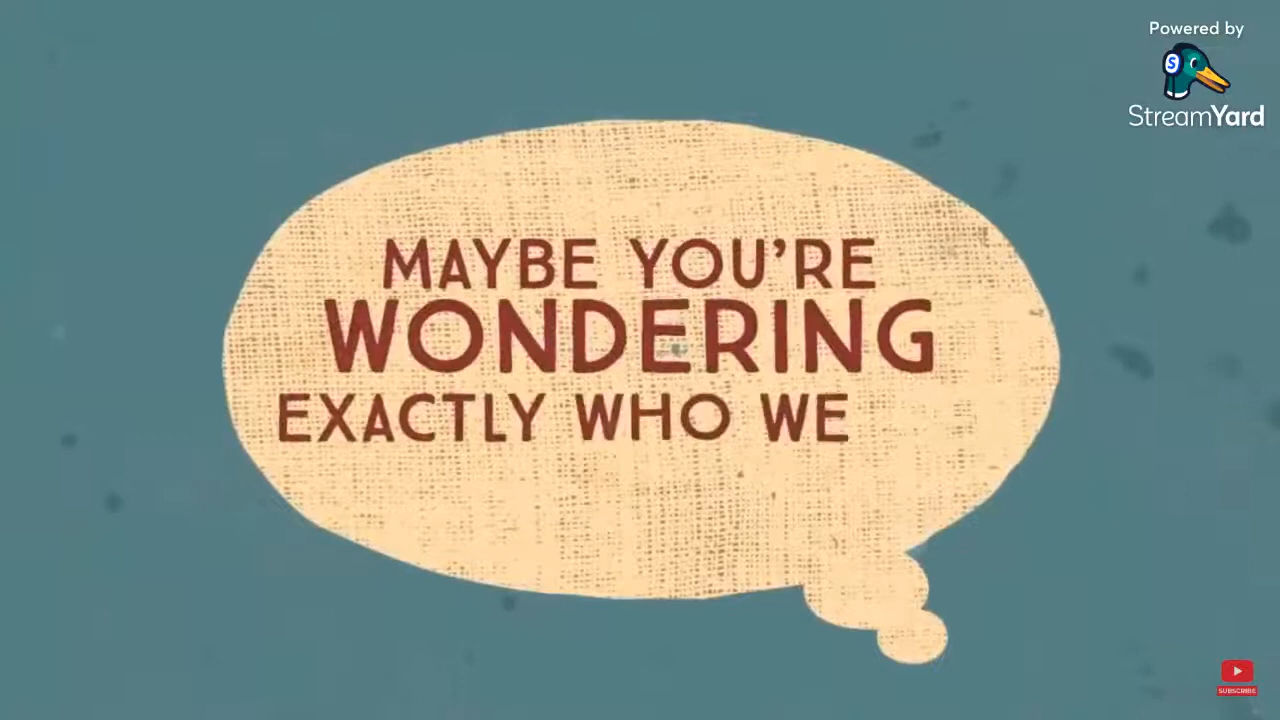 Powered by
StreamYard
MAYBE YOU'RE
WONDERING
EXACTLY WHO WE
SUBSCRIBE